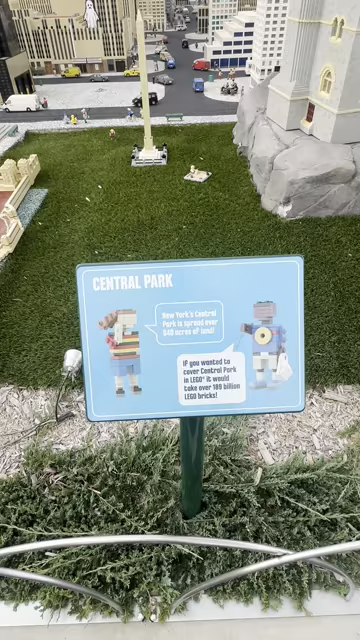 CENTRAL PARK
New York's Central
Park is spread over
840 acres of land!
If you wanted to
cover Central Park
in LEGO® it would
take over 189 billion
LEGO bricks!